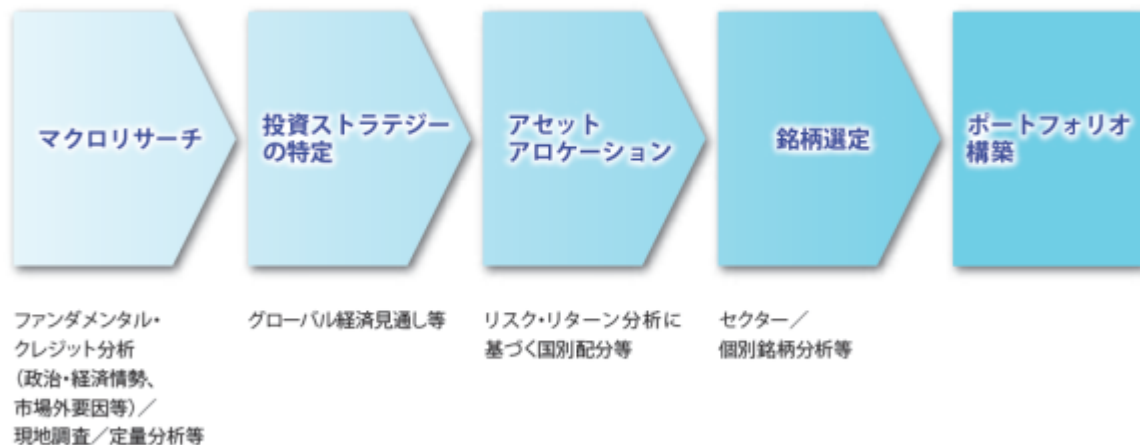 マクロリサーチ
投資ストラテジー
の特定
アセット
アロケーション
銘柄選定
ポートフォリオ
構築
ファンダメンタル・
クレジット分析
（政治・経済情勢、
市場外要因等）／
現地調査／定量分析等
グローバル経済見通し等
リスク・リターン分析に
基づく国別配分等
セクター／
個別銘柄分析等